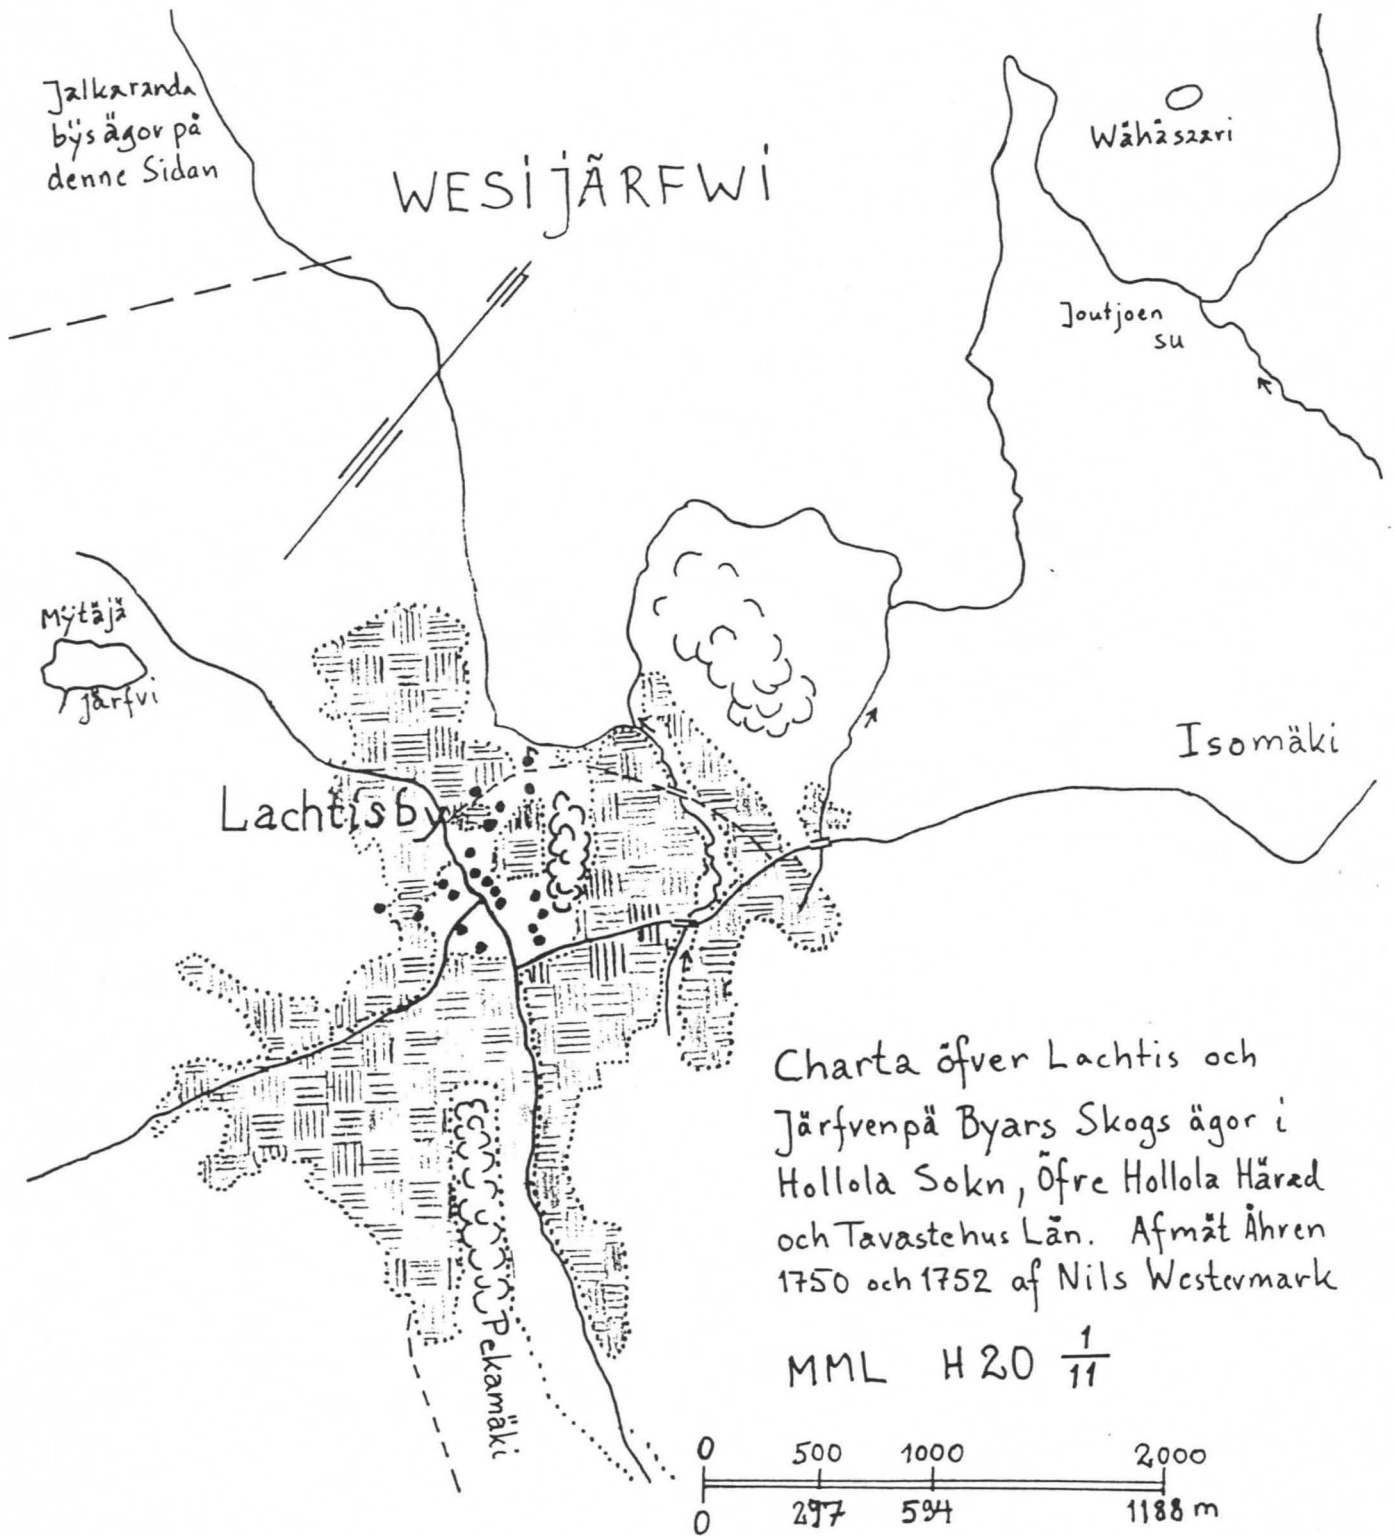 Jalkaranda
bÿs ägor på
denne Sidan
WESIJÄRFWI
Wähäsaari
Joutjoen
su
Mÿtäjä
järfvi
Isomäki
Lachtisby
Charta öfver Lachtis och
Järfvenpä Byars Skogs ägor i
Hollola Sokn, Öfre Hollola Härad
och Tavastehus Län. Afmät Åhren
1750 och 1752 af Nils Westermark
Pekamäki
MML H 20 1/11
0 500 1000 2000
0 297 594 1188 m